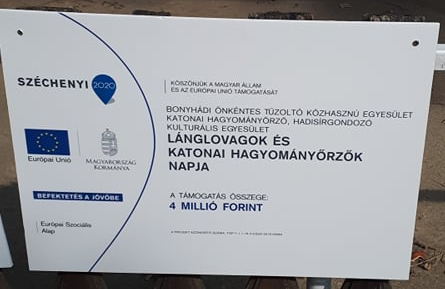 SZÉCHENYI 2020
KÖSZÖNJÜK A MAGYAR ÁLLAM
ÉS AZ EURÓPAI UNIÓ TÁMOGATÁSÁT
BONYHÁDI ÖNKÉNTES TŰZOLTÓ KÖZHASZNÚ EGYESÜLET
KATONAI HAGYOMÁNYŐRZŐ, HADISÍRGONDOZÓ
KULTURÁLIS EGYESÜLET
LÁNGLOVAGOK ÉS
KATONAI HAGYOMÁNYŐRZŐK
NAPJA
Európai Unió
MAGYARORSZÁG
KORMÁNYA
BEFEKTETÉS A JÖVŐBE
A TÁMOGATÁS ÖSSZEGE:
4 MILLIÓ FORINT
Európai Szociális
Alap